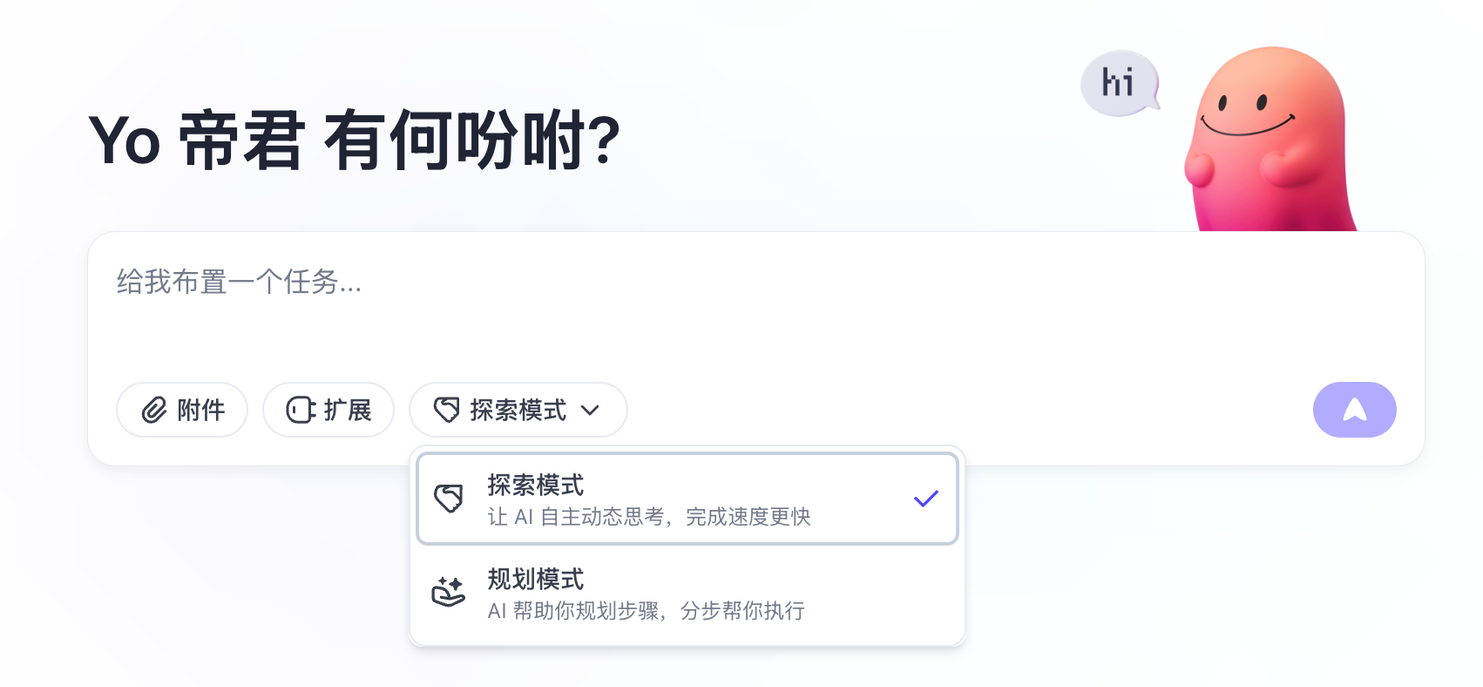 hi
Yo 帝君 有何吩咐?
给我布置一个任务...
附件
扩展
探索模式
探索模式
让 AI 自主动态思考，完成速度更快
规划模式
AI 帮助你规划步骤，分步帮你执行